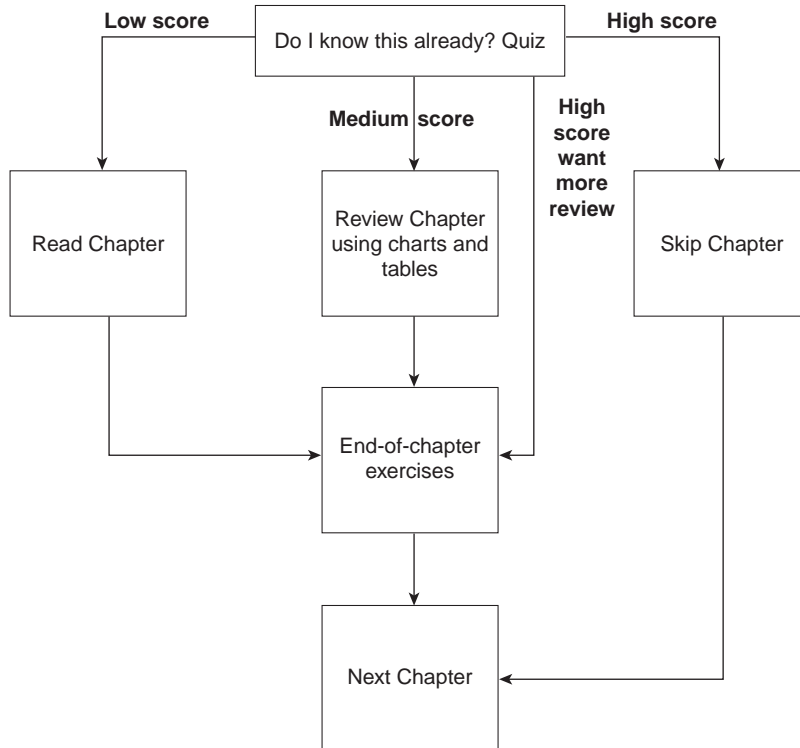 Low score
Do I know this already? Quiz
High score
Medium score
High
score
want
more
review
Read Chapter
Review Chapter
using charts and
tables
Skip Chapter
End-of-chapter
exercises
Next Chapter